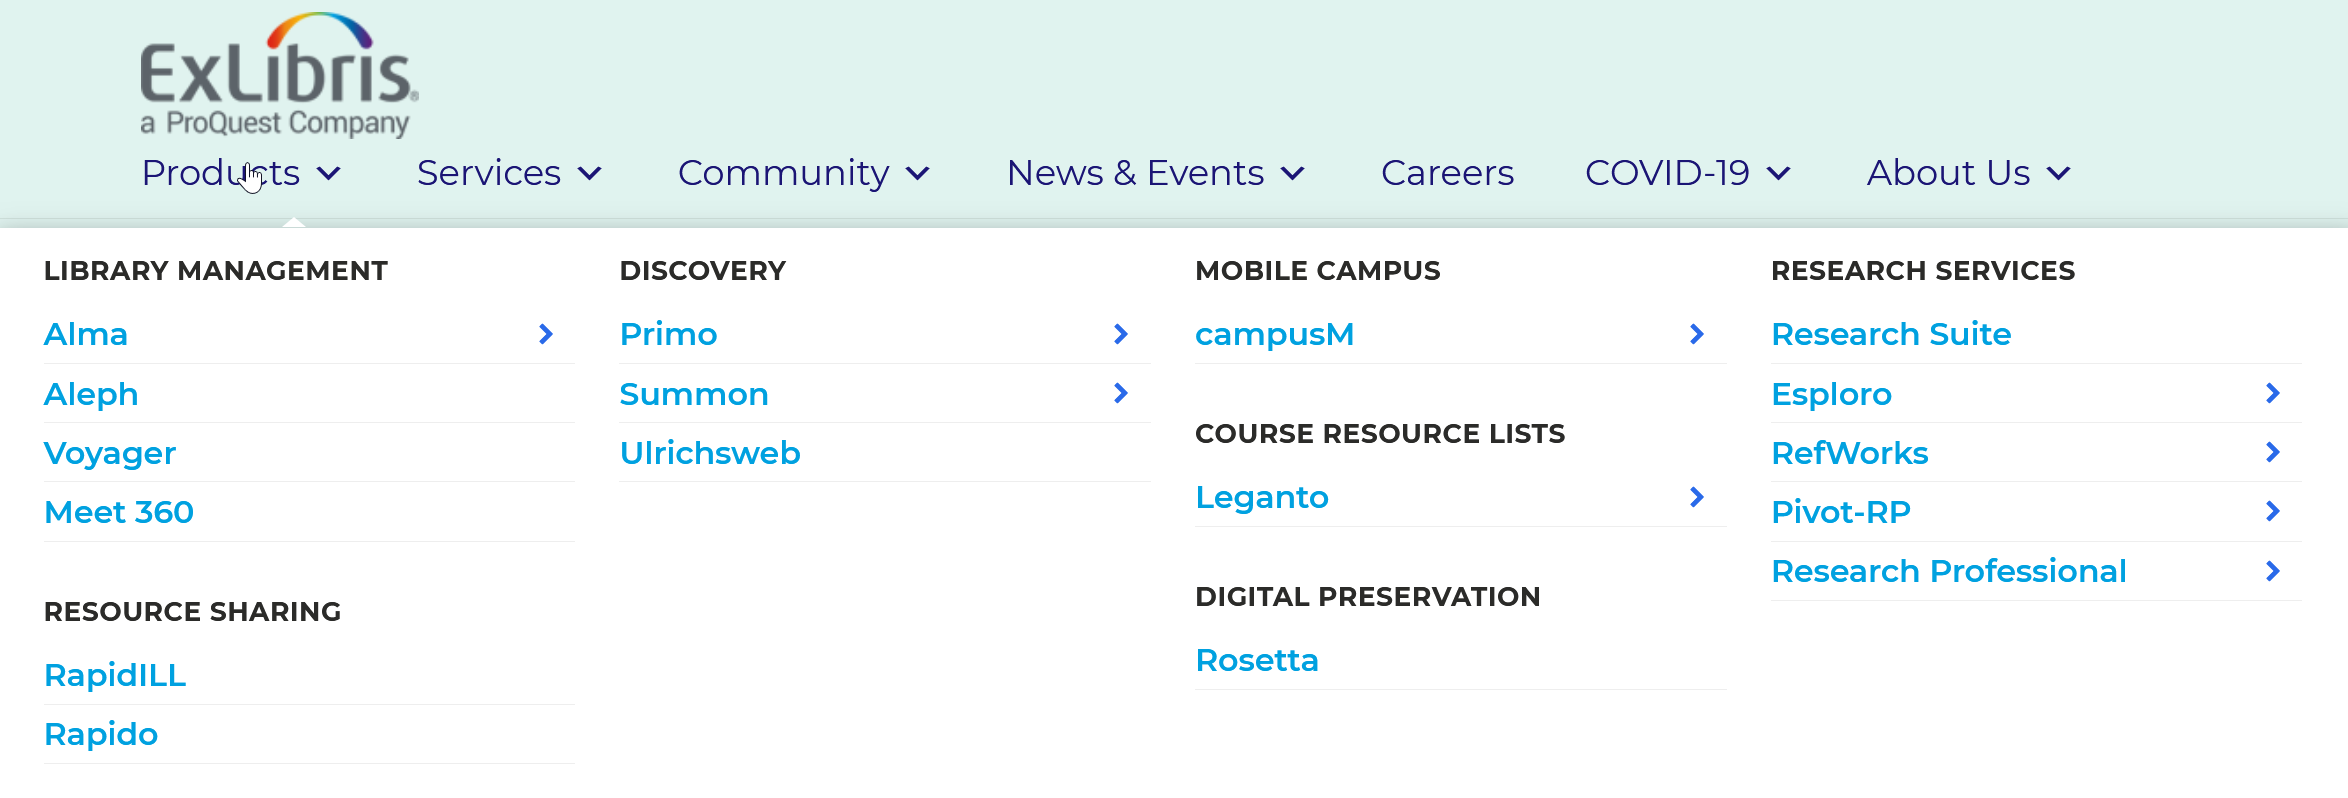 ExLibris®
a ProQuest Company
Products Services Community News & Events Careers COVID-19 About Us
LIBRARY MANAGEMENT
Alma
Aleph
Voyager
Meet 360
RESOURCE SHARING
RapidILL
Rapido
DISCOVERY
Primo
Summon
Ulrichsweb
MOBILE CAMPUS
campusM
COURSE RESOURCE LISTS
Leganto
DIGITAL PRESERVATION
Rosetta
RESEARCH SERVICES
Research Suite
Esploro
RefWorks
Pivot-RP
Research Professional